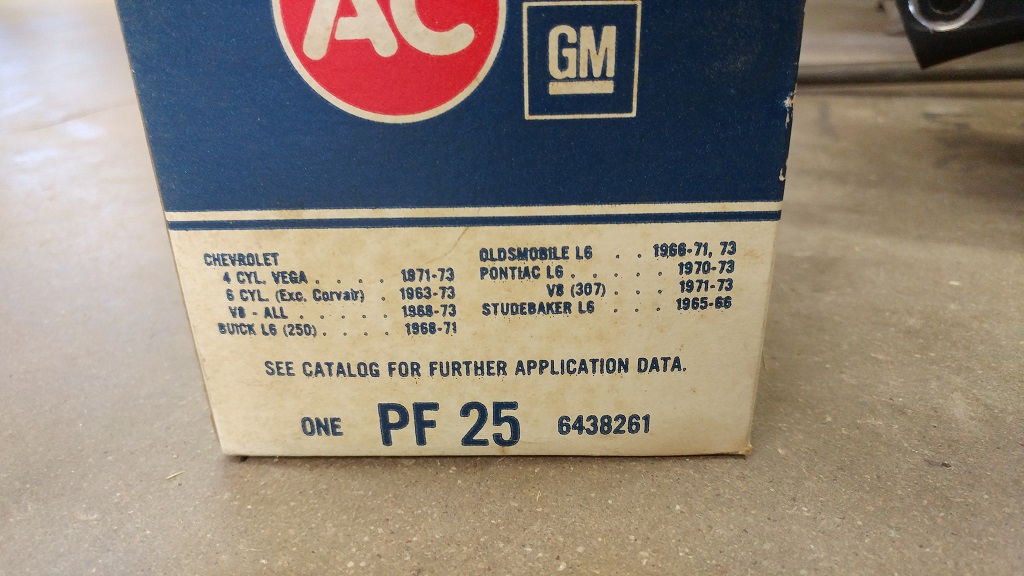 AC
GM
CHEVROLET
4 CYL. VEGA . . . . . 1971-73
6 CYL. (Exc. Corvair) . 1963-73
V8 - ALL . . . . . . 1968-73
BUICK L6 (250) . . . . 1968-71
OLDSMOBILE L6 . . 1966-71, 73
PONTIAC L6 . . . . . 1970-73
V8 (307) . . . 1971-73
STUDEBAKER L6 . . . 1965-66
SEE CATALOG FOR FURTHER APPLICATION DATA.
ONE PF 25 6438261